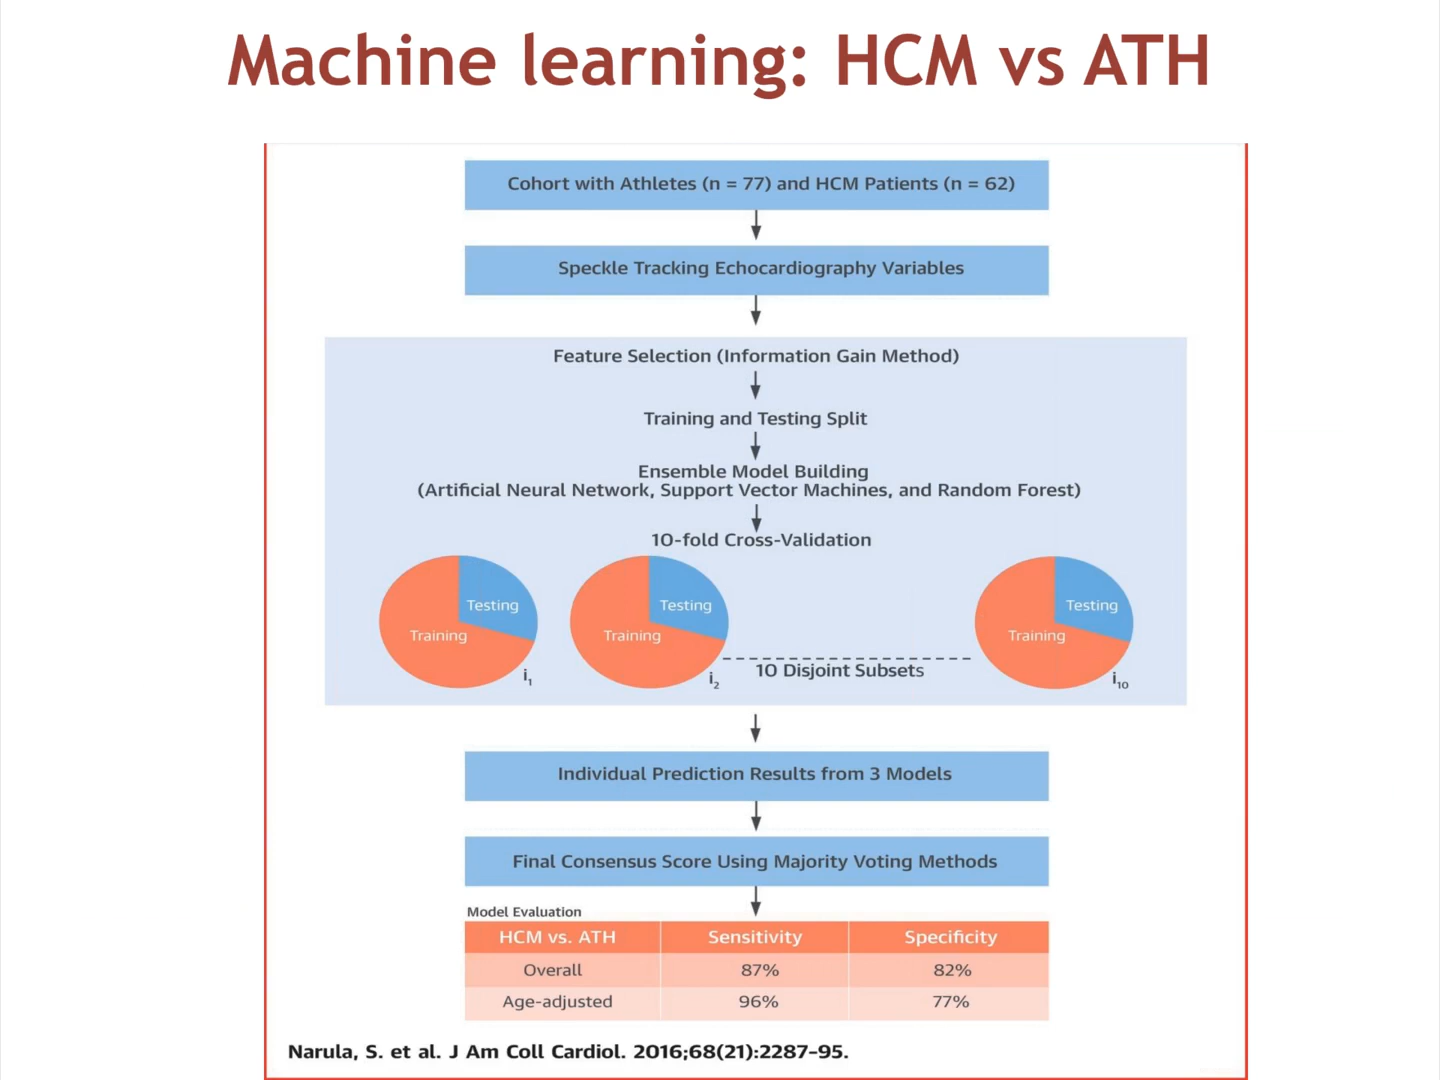 Machine learning: HCM vs ATH
Cohort with Athletes (n = 77) and HCM Patients (n = 62)
Speckle Tracking Echocardiography Variables
Feature Selection (Information Gain Method)
Training and Testing Split
Ensemble Model Building
(Artificial Neural Network, Support Vector Machines, and Random Forest)
10-fold Cross-Validation
Testing
Training
i1
Testing
Training
i2
10 Disjoint Subsets
Testing
Training
i10
Individual Prediction Results from 3 Models
Final Consensus Score Using Majority Voting Methods
Model Evaluation
HCM vs. ATH Sensitivity Specificity
Overall 87% 82%
Age-adjusted 96% 77%
Narula, S. et al. J Am Coll Cardiol. 2016;68(21):2287–95.